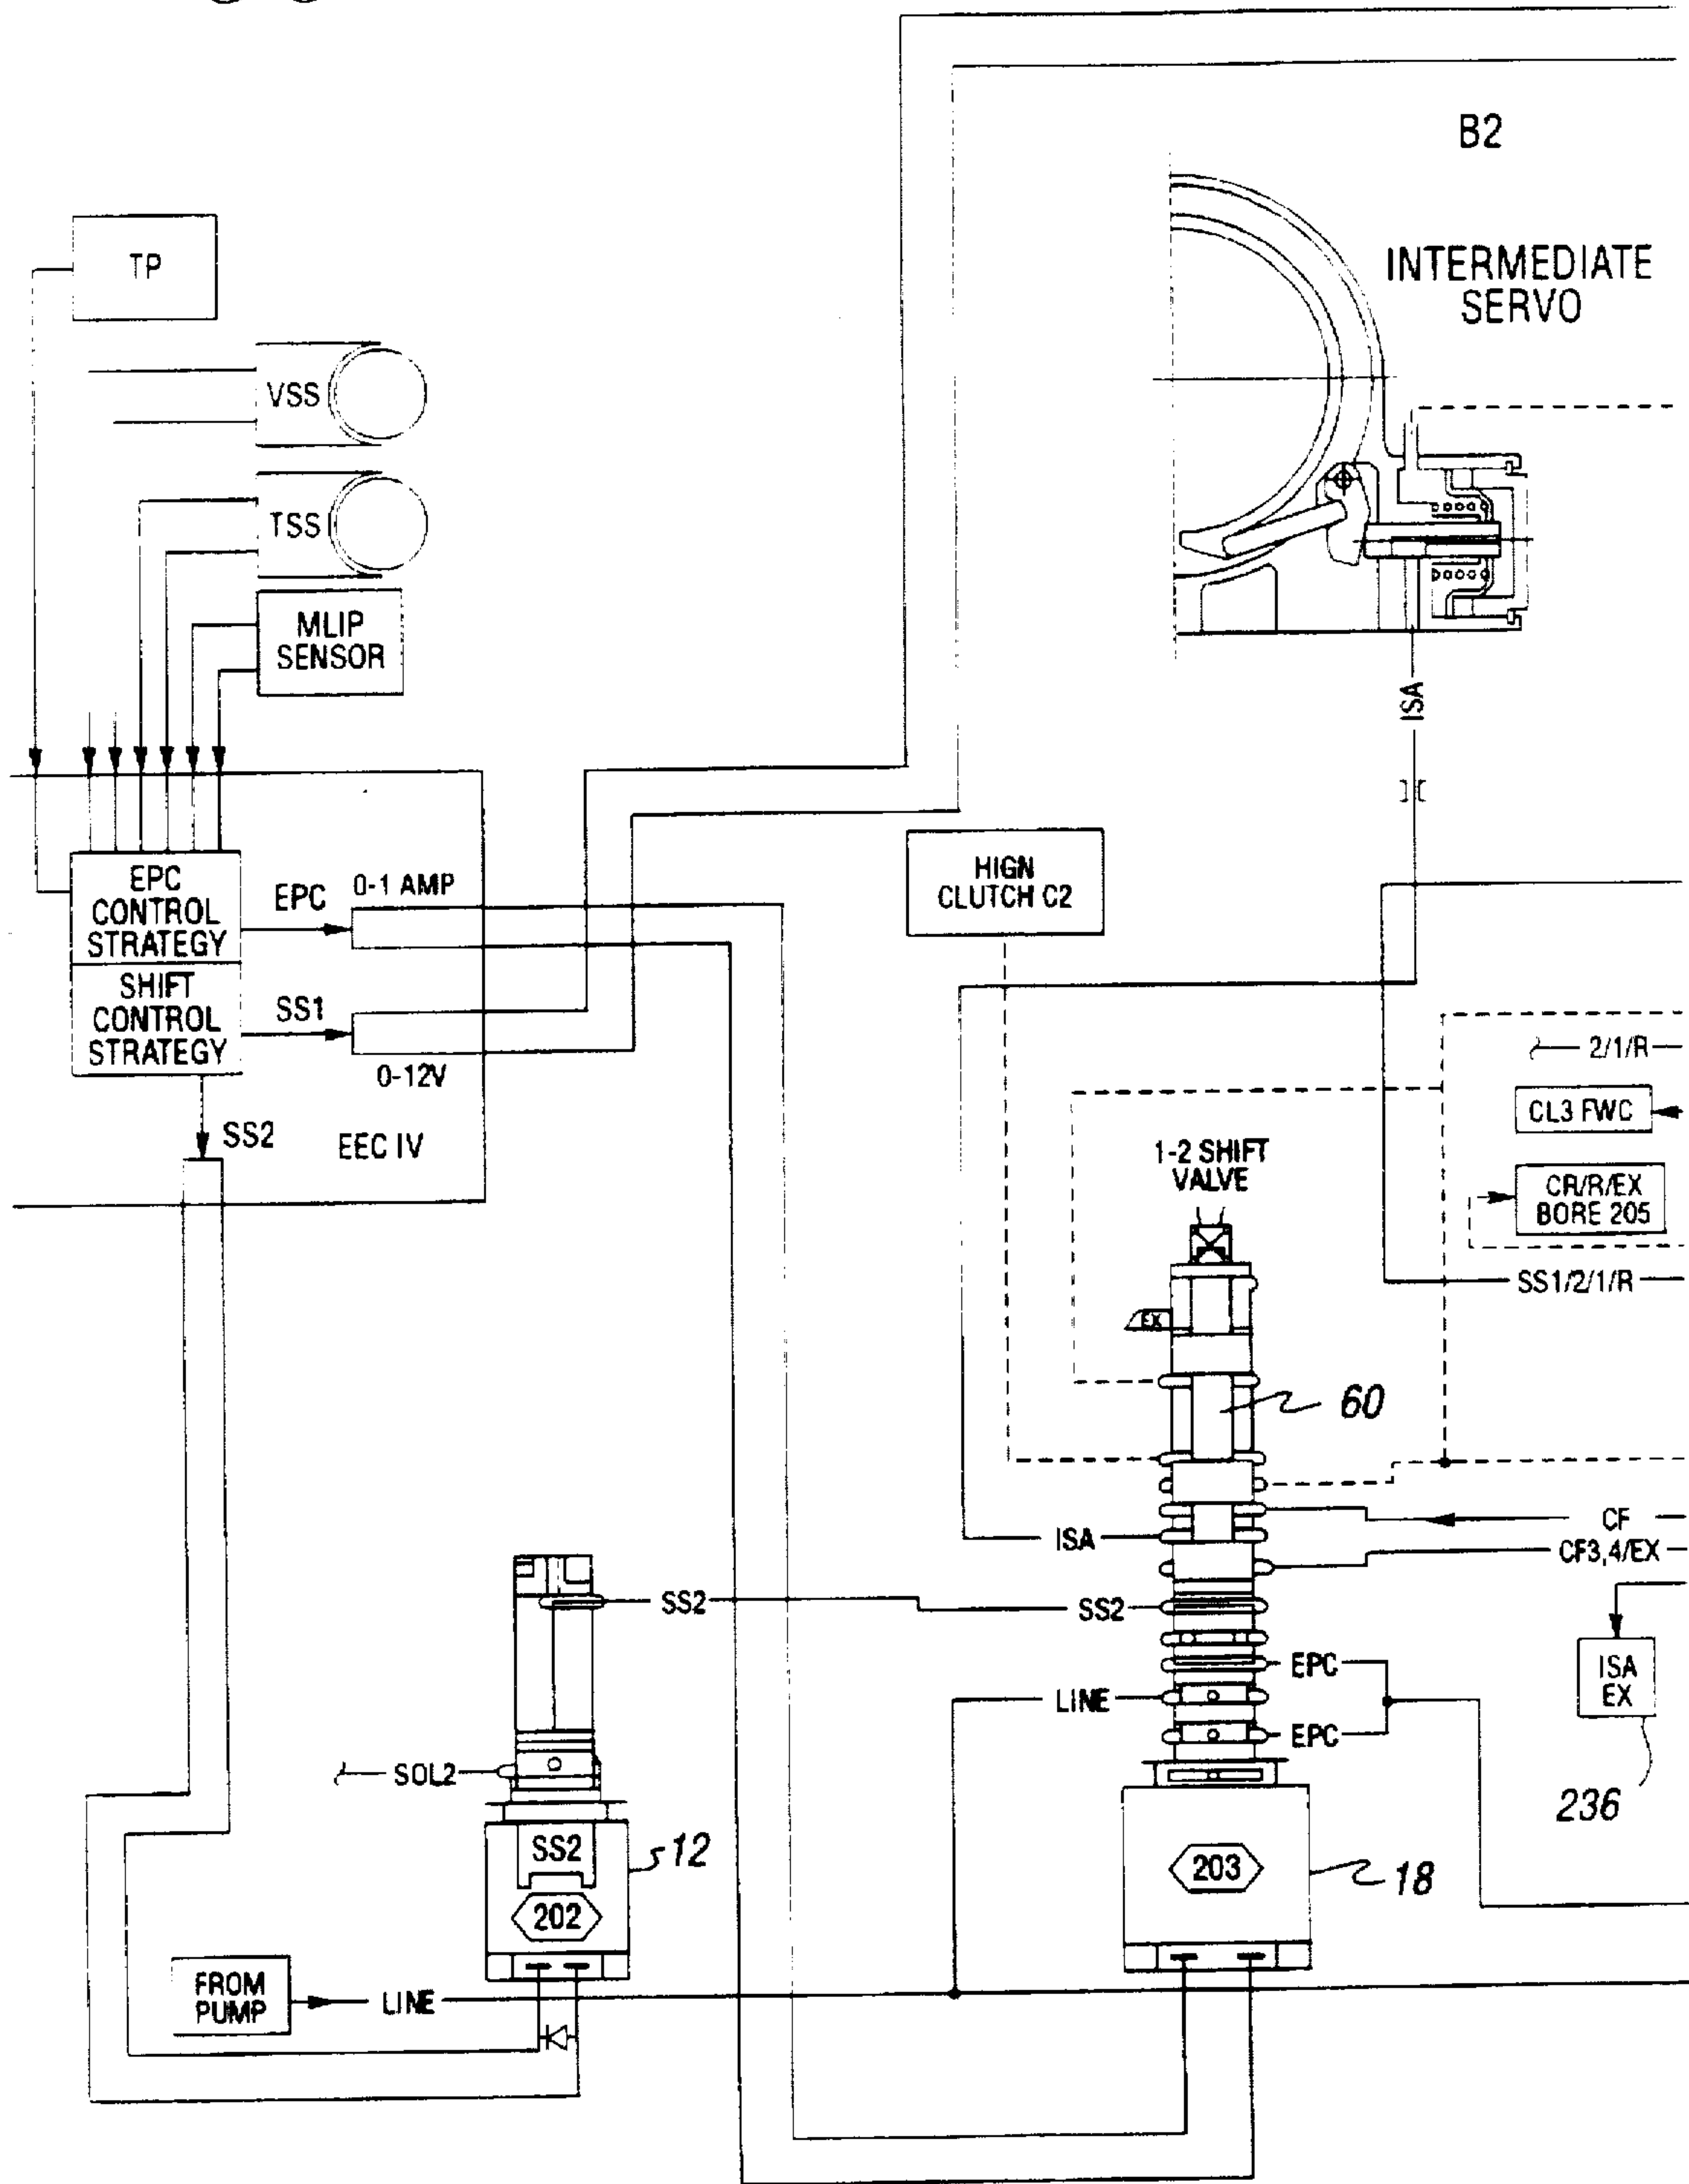 B2
TP
INTERMEDIATE
SERVO
VSS
TSS
MLIP
SENSOR
ISA
HIGN
CLUTCH C2
EPC
CONTROL
STRATEGY
EPC
0-1 AMP
SHIFT
CONTROL
STRATEGY
SS1
0-12V
SS2
EEC IV
2/1/R
CL3 FWC
1-2 SHIFT
VALVE
CR/R/EX
BORE 205
SS1/2/1/R
EX
60
CF
ISA
CF3,4/EX
SS2
SS2
EPC
ISA
EX
LINE
EPC
SOL2
236
SS2
12
203
18
202
FROM
PUMP
LINE